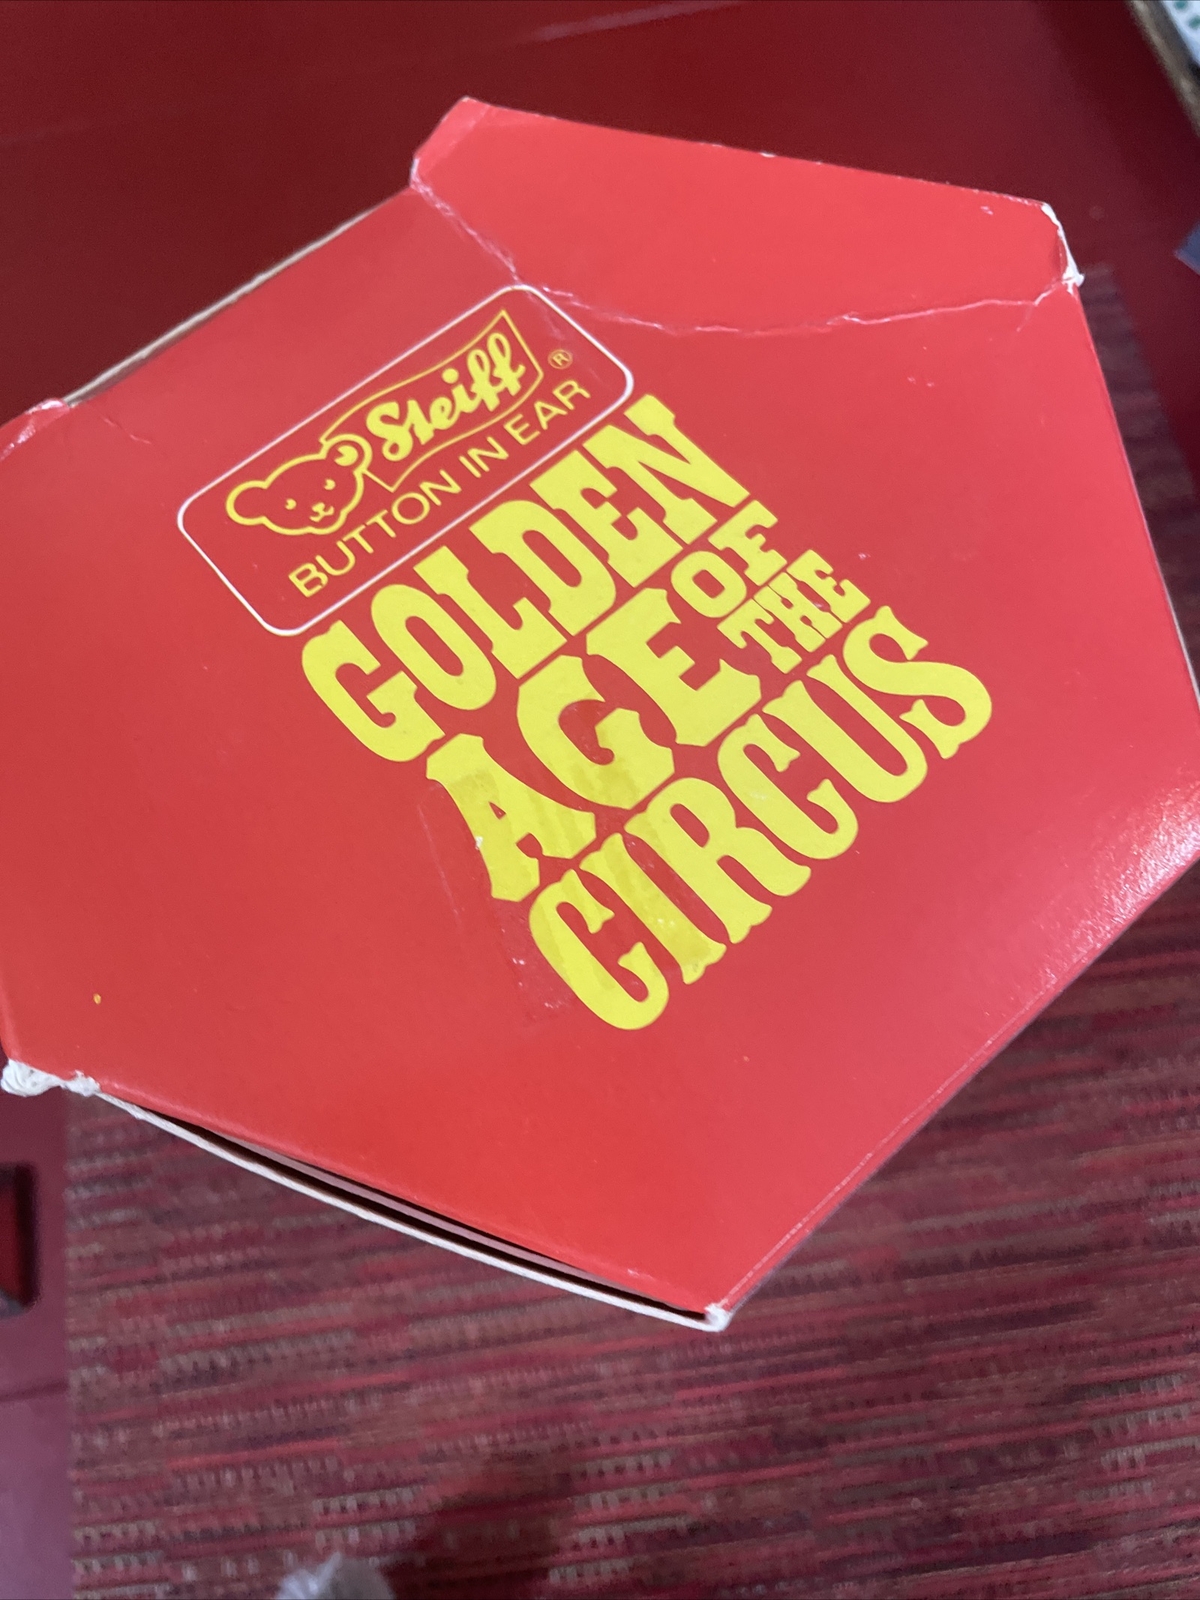 Steiff ®
BUTTON IN EAR
GOLDEN
AGE OF THE
CIRCUS